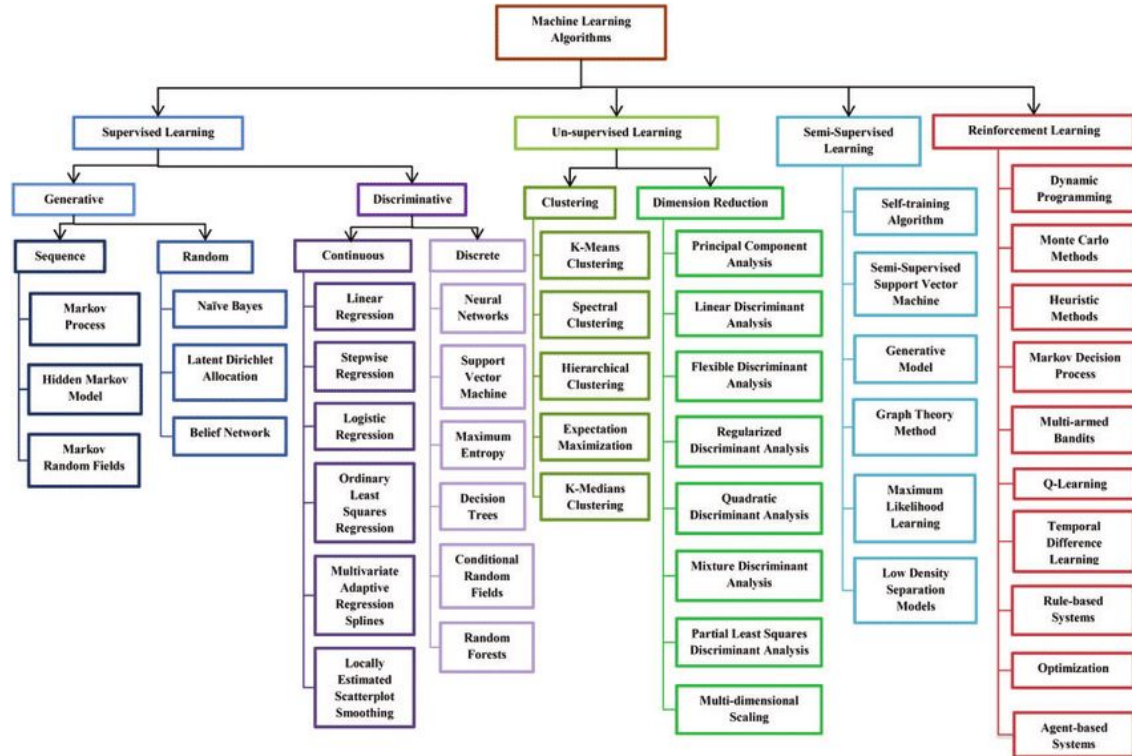 Machine Learning
Algorithms
Supervised Learning
Un-supervised Learning
Semi-Supervised
Learning
Reinforcement Learning
Generative
Discriminative
Clustering
Dimension Reduction
Sequence
Random
Continuous
Discrete
Markov
Process
Hidden Markov
Model
Markov
Random Fields
Naïve Bayes
Latent Dirichlet
Allocation
Belief Network
Linear
Regression
Stepwise
Regression
Logistic
Regression
Ordinary
Least
Squares
Regression
Multivariate
Adaptive
Regression
Splines
Locally
Estimated
Scatterplot
Smoothing
Neural
Networks
Support
Vector
Machine
Maximum
Entropy
Decision
Trees
Conditional
Random
Fields
Random
Forests
K-Means
Clustering
Spectral
Clustering
Hierarchical
Clustering
Expectation
Maximization
K-Medians
Clustering
Principal Component
Analysis
Linear Discriminant
Analysis
Flexible Discriminant
Analysis
Regularized
Discriminant Analysis
Quadratic
Discriminant Analysis
Mixture Discriminant
Analysis
Partial Least Squares
Discriminant Analysis
Multi-dimensional
Scaling
Self-training
Algorithm
Semi-Supervised
Support Vector
Machine
Generative
Model
Graph Theory
Method
Maximum
Likelihood
Learning
Low Density
Separation
Models
Dynamic
Programming
Monte Carlo
Methods
Heuristic
Methods
Markov Decision
Process
Multi-armed
Bandits
Q-Learning
Temporal
Difference
Learning
Rule-based
Systems
Optimization
Agent-based
Systems